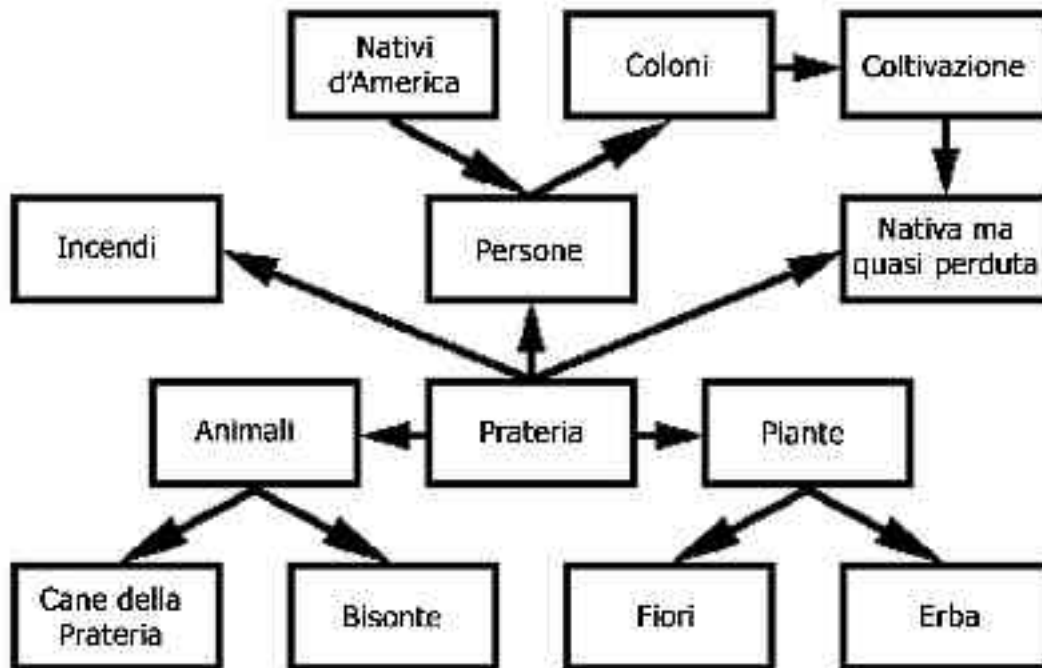 Nativi
d'America
Coloni
Coltivazione
Incendi
Persone
Nativa ma
quasi perduta
Animali
Prateria
Piante
Cane della
Prateria
Bisonte
Fiori
Erba